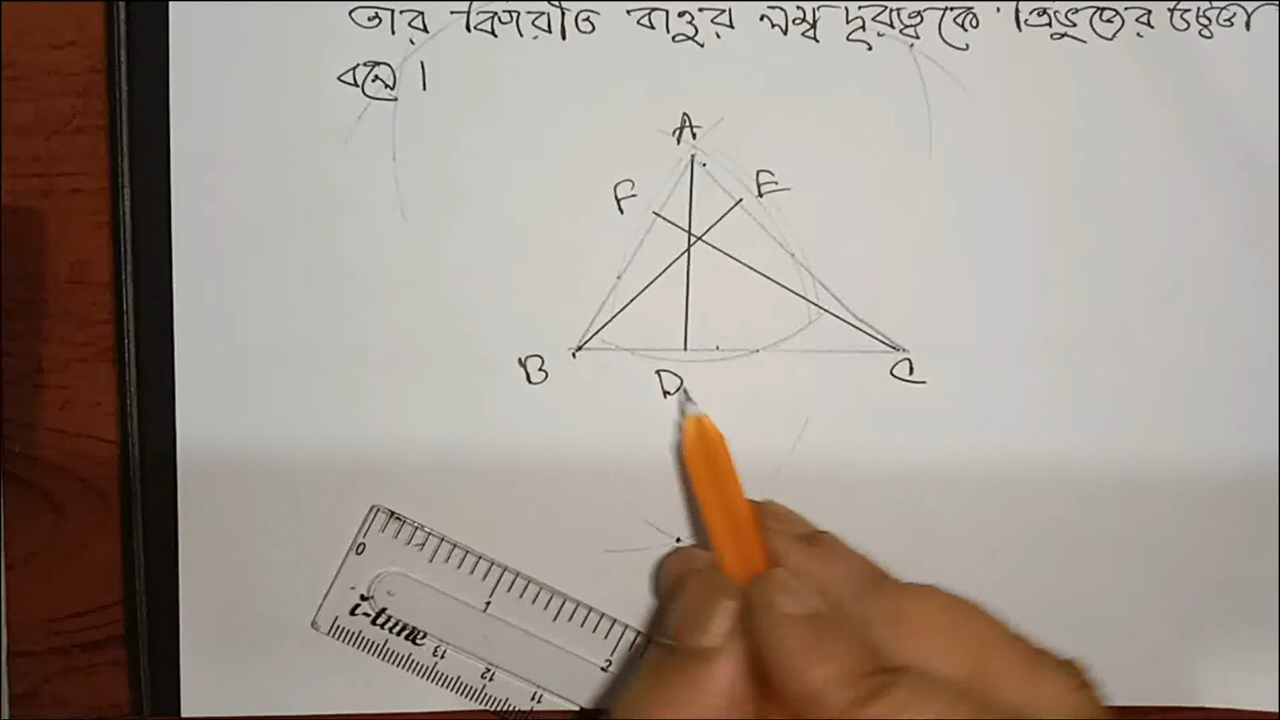 তার বিপরীত বাহুর লম্ব দূরত্বকে ত্রিভুজের উচ্চতা
বলে ।
A
F E
B D C
0 1 2
i-tune
13 12 11